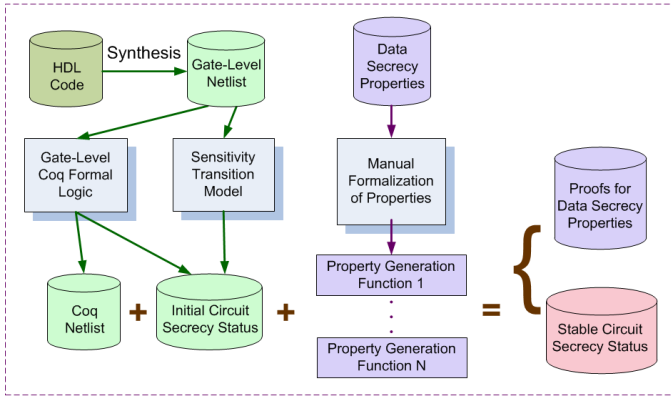 HDL
Code
Synthesis
Gate-Level
Netlist
Data
Secrecy
Properties
Gate-Level
Coq Formal
Logic
Sensitivity
Transition
Model
Manual
Formalization
of Properties
Proofs for
Data Secrecy
Properties
Coq
Netlist
+
Initial Circuit
Secrecy Status
+
Property Generation
Function 1
Property Generation
Function N
=
{
Stable Circuit
Secrecy Status